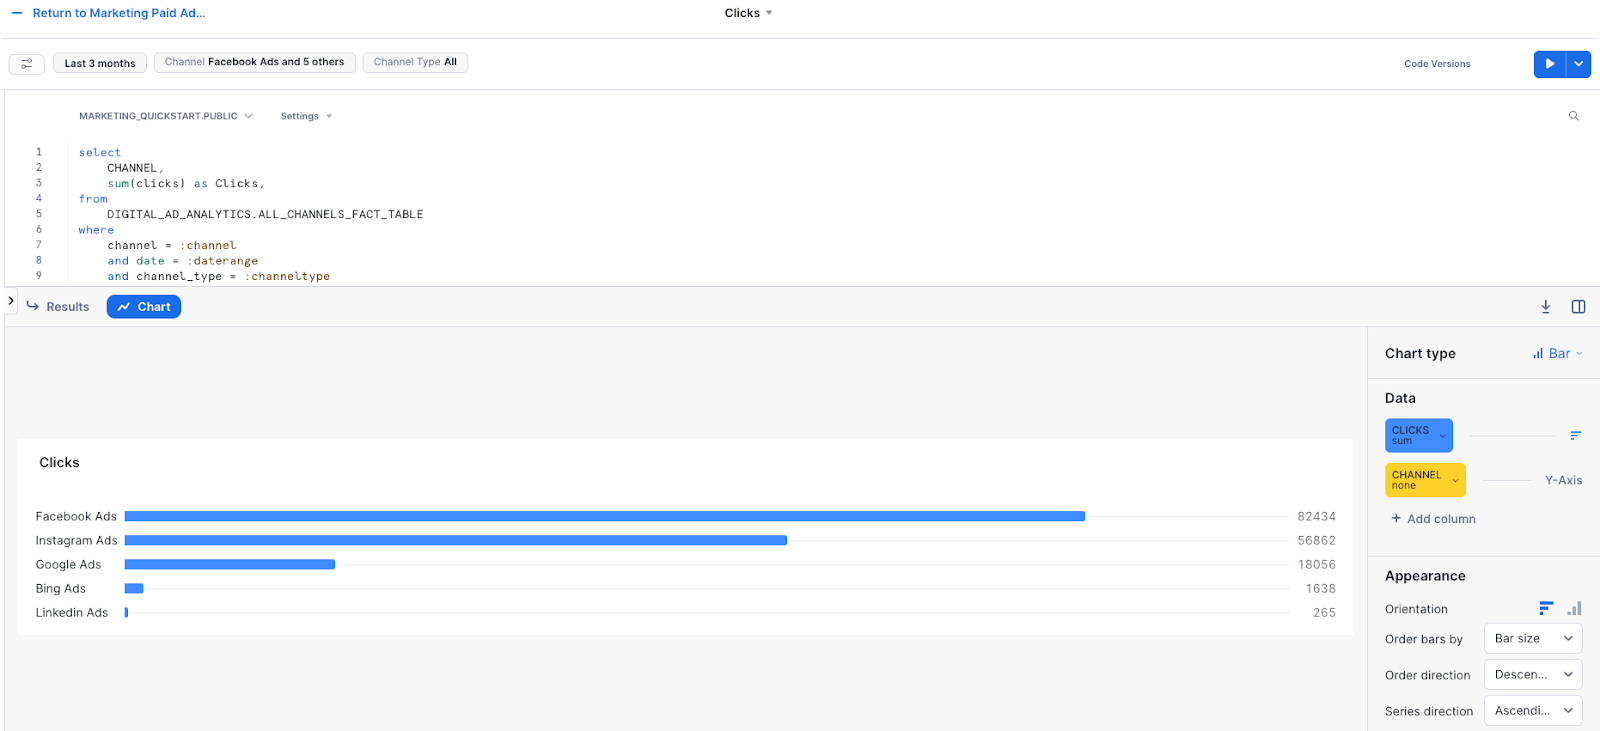 Return to Marketing Paid Ad...
Clicks
Last 3 months
Channel Facebook Ads and 5 others
Channel Type All
Code Versions
MARKETING_QUICKSTART.PUBLIC
Settings
1 select
2 CHANNEL,
3 sum(clicks) as Clicks,
4 from
5 DIGITAL_AD_ANALYTICS.ALL_CHANNELS_FACT_TABLE
6 where
7 channel = :channel
8 and date = :daterange
9 and channel_type = :channeltype
Results
Chart
Clicks
Facebook Ads 82434
Instagram Ads 56862
Google Ads 18056
Bing Ads 1638
Linkedin Ads 265
Chart type
Bar
Data
CLICKS
sum
CHANNEL
none
Y-Axis
+ Add column
Appearance
Orientation
Order bars by Bar size
Order direction Descen...
Series direction Ascendi...